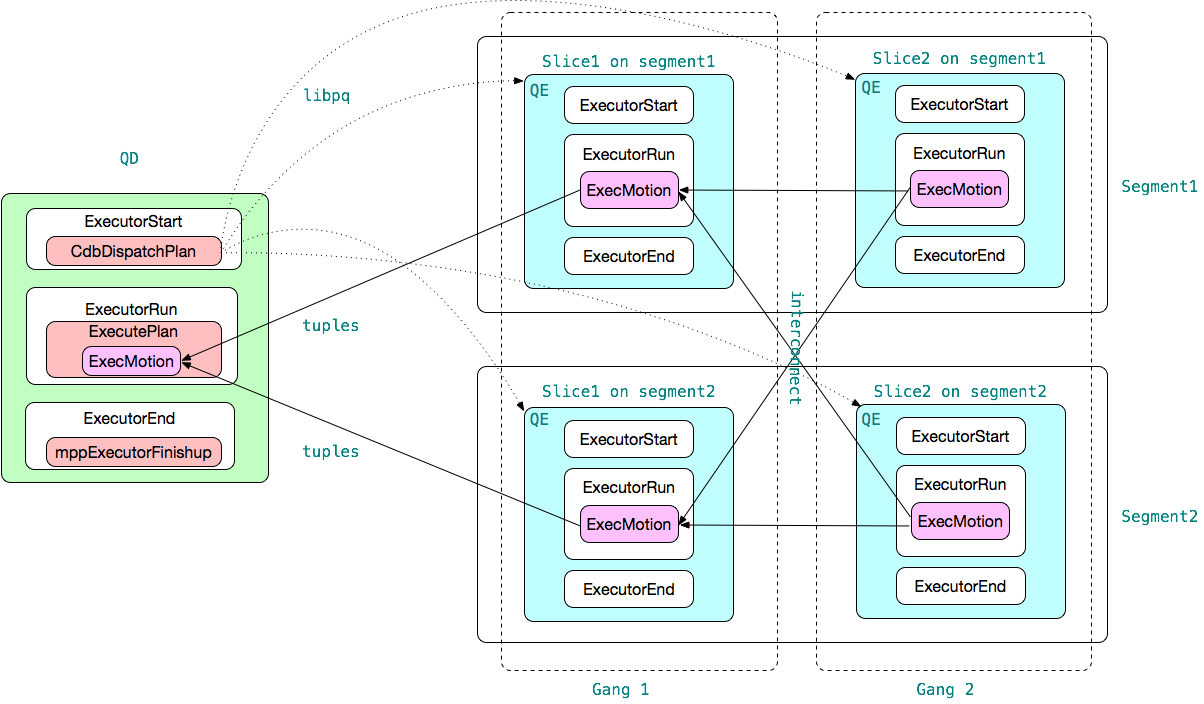 libpq
QD
ExecutorStart
CdbDispatchPlan
ExecutorRun
ExecutePlan
ExecMotion
ExecutorEnd
mppExecutorFinishup
tuples
tuples
Slice1 on segment1
QE
ExecutorStart
ExecutorRun
ExecMotion
ExecutorEnd
Slice2 on segment1
QE
ExecutorStart
ExecutorRun
ExecMotion
ExecutorEnd
Segment1
interconnect
Slice1 on segment2
QE
ExecutorStart
ExecutorRun
ExecMotion
ExecutorEnd
Slice2 on segment2
QE
ExecutorStart
ExecutorRun
ExecMotion
ExecutorEnd
Segment2
Gang 1
Gang 2